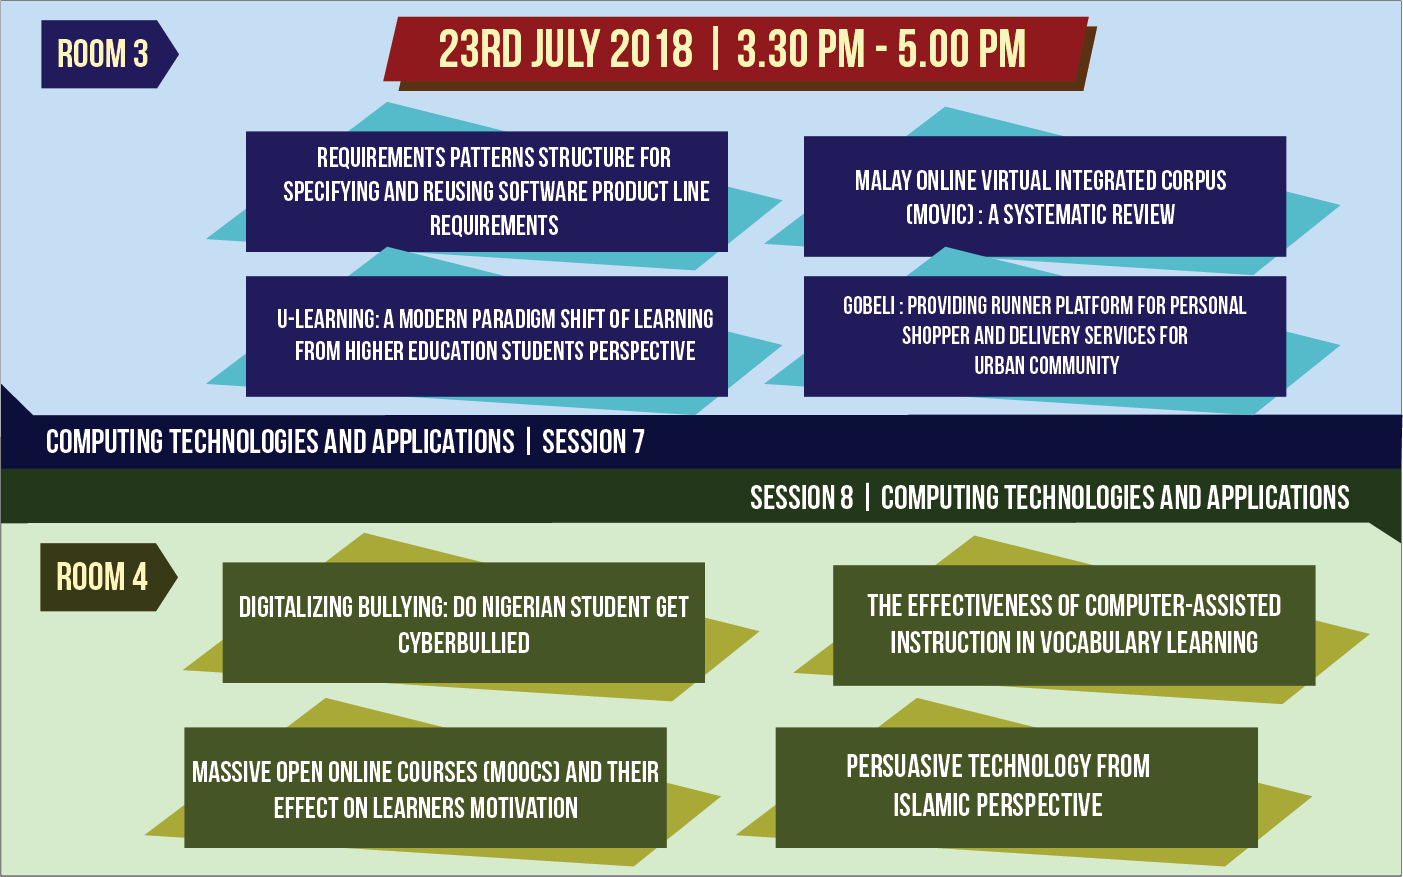 ROOM 3
23RD JULY 2018 | 3.30 PM - 5.00 PM
REQUIREMENTS PATTERNS STRUCTURE FOR
SPECIFYING AND REUSING SOFTWARE PRODUCT LINE
REQUIREMENTS
MALAY ONLINE VIRTUAL INTEGRATED CORPUS
(MOVIC) : A SYSTEMATIC REVIEW
U-LEARNING: A MODERN PARADIGM SHIFT OF LEARNING
FROM HIGHER EDUCATION STUDENTS PERSPECTIVE
GOBELI : PROVIDING RUNNER PLATFORM FOR PERSONAL
SHOPPER AND DELIVERY SERVICES FOR
URBAN COMMUNITY
COMPUTING TECHNOLOGIES AND APPLICATIONS | SESSION 7
SESSION 8 | COMPUTING TECHNOLOGIES AND APPLICATIONS
ROOM 4
DIGITALIZING BULLYING: DO NIGERIAN STUDENT GET
CYBERBULLIED
THE EFFECTIVENESS OF COMPUTER-ASSISTED
INSTRUCTION IN VOCABULARY LEARNING
MASSIVE OPEN ONLINE COURSES (MOOCS) AND THEIR
EFFECT ON LEARNERS MOTIVATION
PERSUASIVE TECHNOLOGY FROM
ISLAMIC PERSPECTIVE